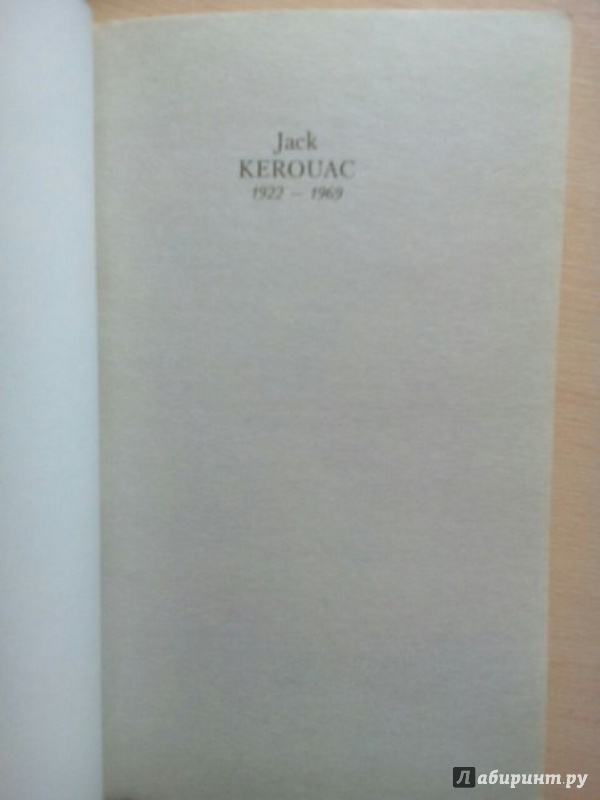 Jack
KEROUAC
1922 — 1969
Лабиринт.ру